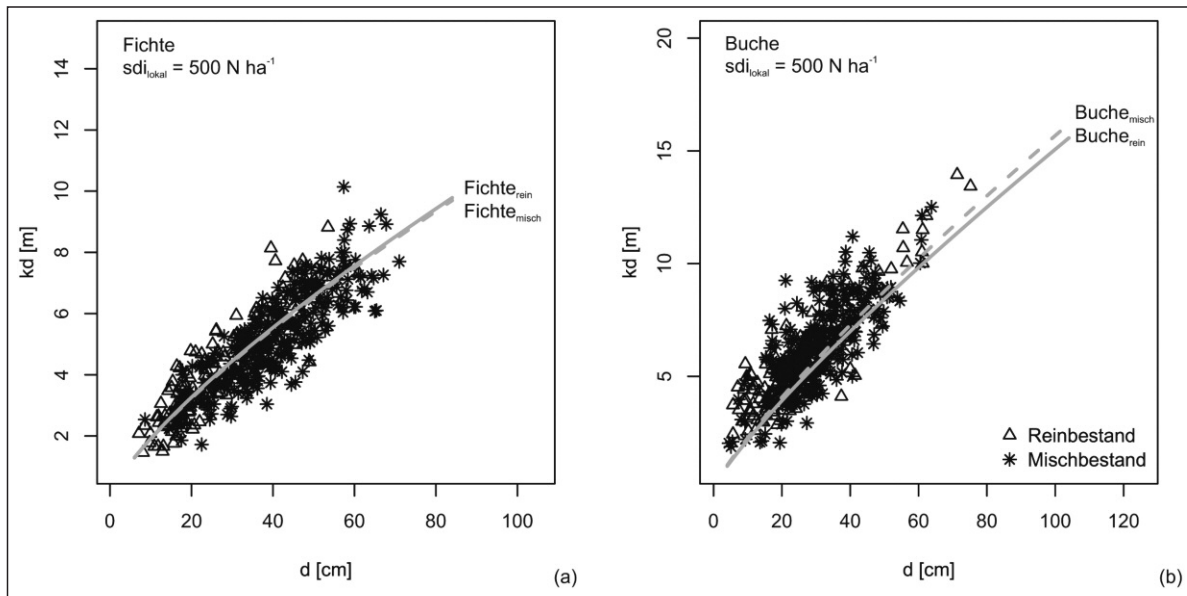 Fichte
sdi_lokal = 500 N ha⁻¹
14
12
10
8
6
4
2
kd [m]
Fichte_rein
Fichte_misch
0 20 40 60 80 100
d [cm]
(a)
Buche
sdi_lokal = 500 N ha⁻¹
20
15
10
5
kd [m]
Buche_misch
Buche_rein
Reinbestand
Mischbestand
0 20 40 60 80 100 120
d [cm]
(b)